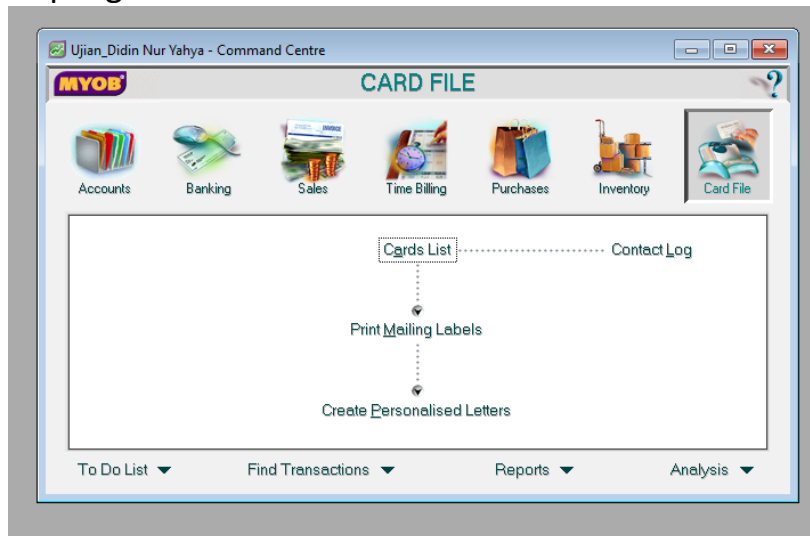 Ujian_Didin Nur Yahya - Command Centre
MYOB CARD FILE
Accounts Banking Sales Time Billing Purchases Inventory Card File
Cards List Contact Log
Print Mailing Labels
Create Personalised Letters
To Do List Find Transactions Reports Analysis